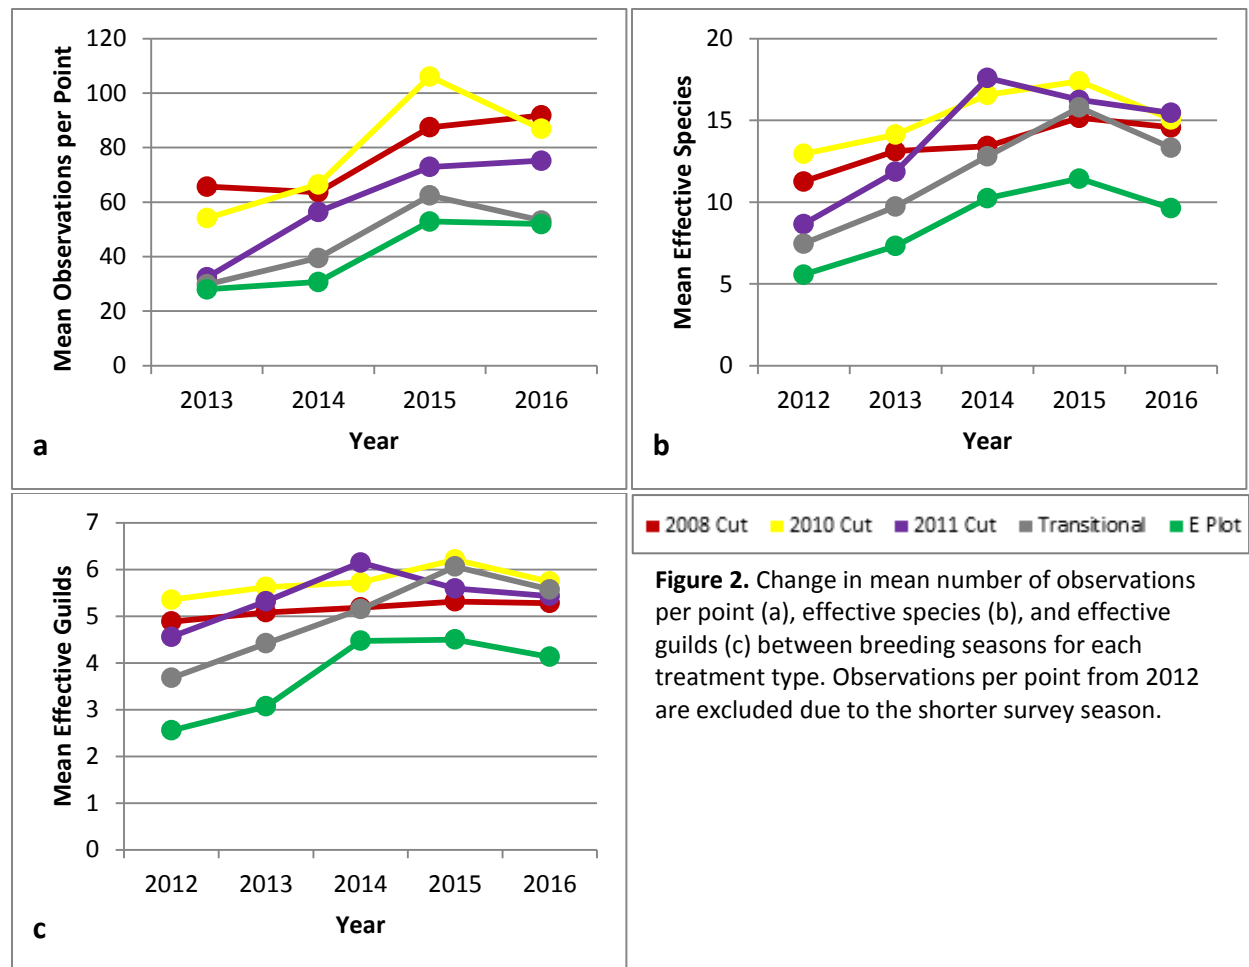 120
100
80
60
40
20
0
Mean Observations per Point
2013 2014 2015 2016
Year
a
20
15
10
5
0
Mean Effective Species
2012 2013 2014 2015 2016
Year
b
7
6
5
4
3
2
1
0
Mean Effective Guilds
2012 2013 2014 2015 2016
Year
c
2008 Cut 2010 Cut 2011 Cut Transitional E Plot
Figure 2. Change in mean number of observations
per point (a), effective species (b), and effective
guilds (c) between breeding seasons for each
treatment type. Observations per point from 2012
are excluded due to the shorter survey season.